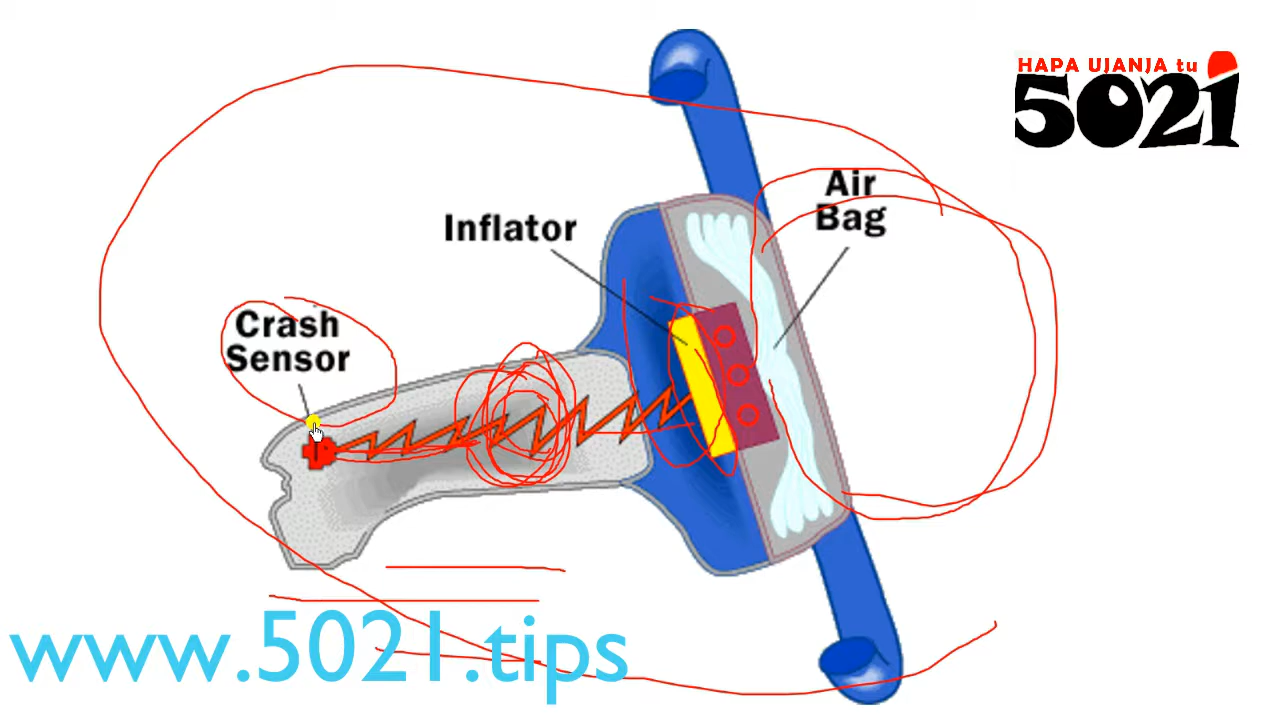 HAPA UJANJA tu
5021
Air
Bag
Inflator
Crash
Sensor
www.5021.tips